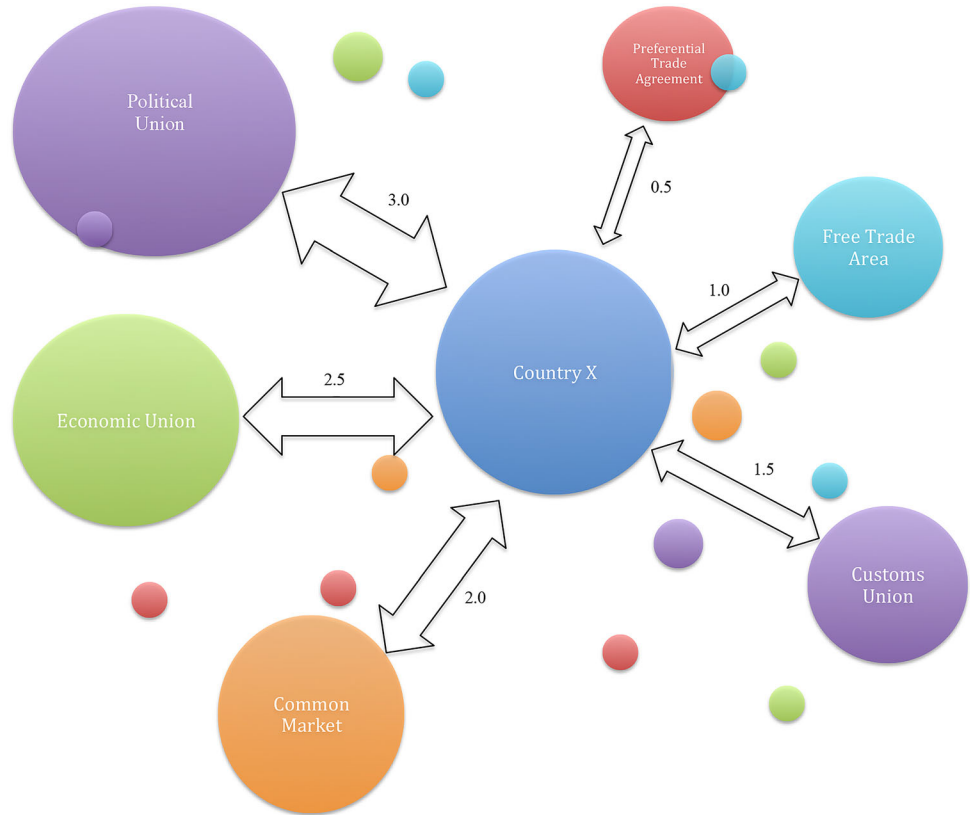 Political
Union
3.0
Preferential
Trade
Agreement
0.5
Free Trade
Area
1.0
Country X
Economic Union
2.5
1.5
Customs
Union
2.0
Common
Market